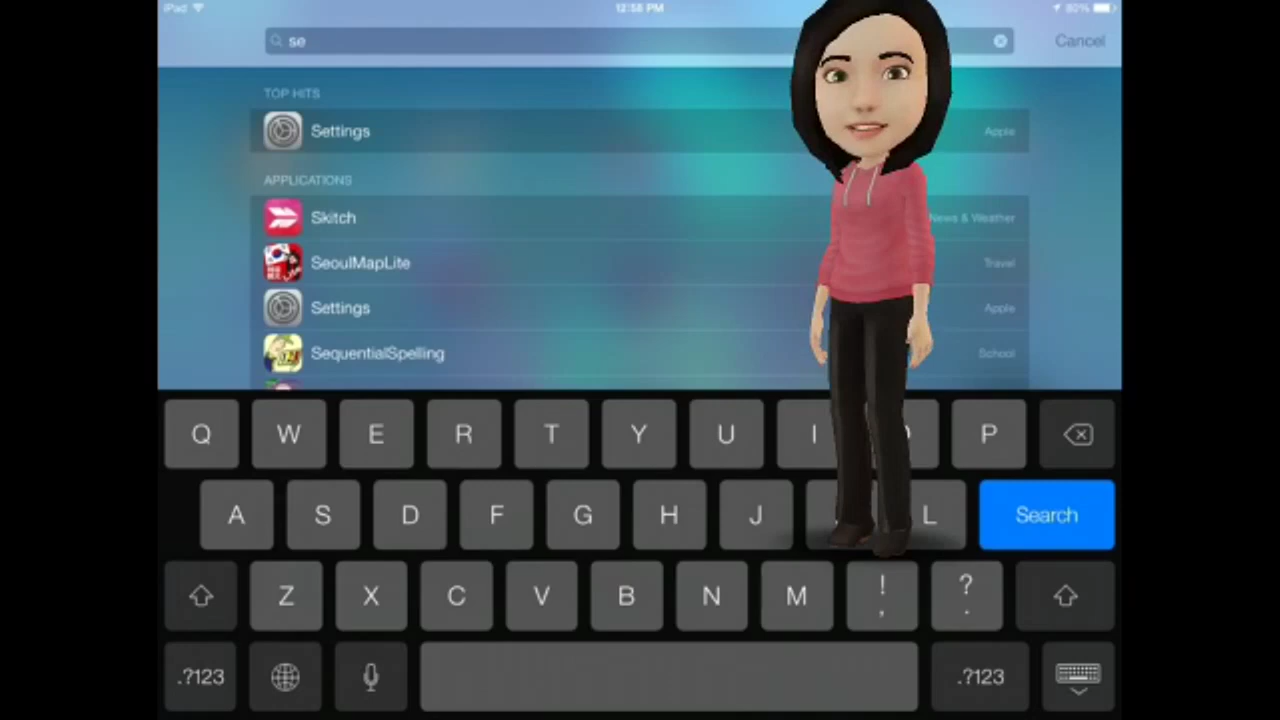 iPad 12:58 PM 80%
se Cancel
TOP HITS
Settings Apple
APPLICATIONS
Skitch News & Weather
SeoulMapLite Travel
Settings Apple
SequentialSpelling School
Q W E R T Y U I P
A S D F G H J L Search
Z X C V B N M ! , ? .
.?123 .?123